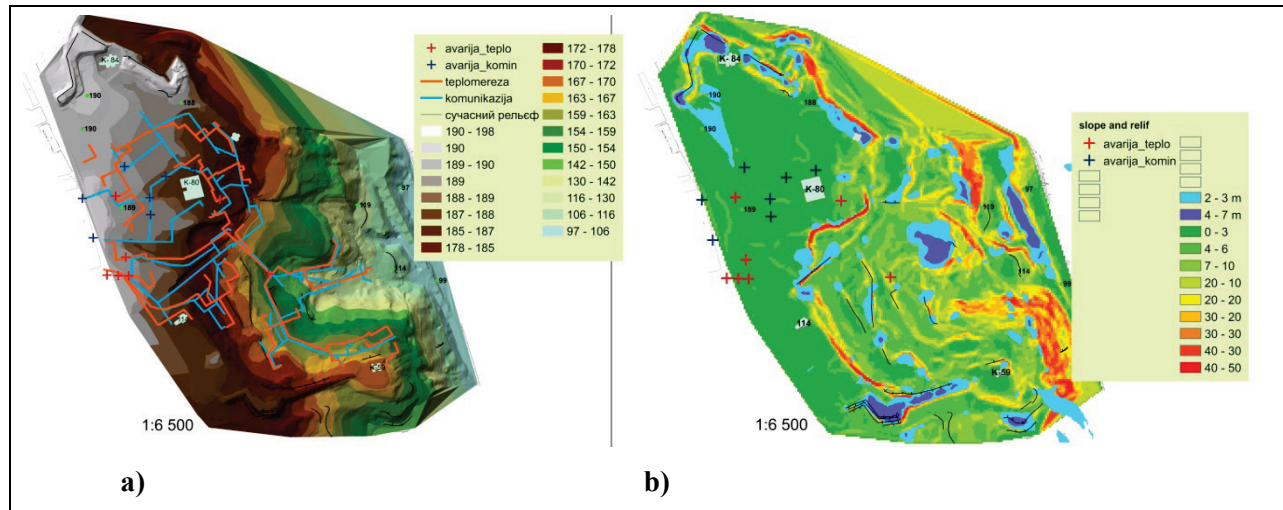 K- 84
190
190
188
K-80
189
97
119
114
99
1:6 500
avarija_teplo
avarija_komin
teplomereza
komunikazija
сучасний рельєф
190 - 198
190
189 - 190
189
188 - 189
187 - 188
185 - 187
178 - 185
172 - 178
170 - 172
167 - 170
163 - 167
159 - 163
154 - 159
150 - 154
142 - 150
130 - 142
116 - 130
106 - 116
97 - 106
a)
K- 84
190
190
188
K-80
189
97
119
114
99
114
K-59
1:6 500
slope and relif
avarija_teplo
avarija_komin
2 - 3 m
4 - 7 m
0 - 3
4 - 6
7 - 10
20 - 10
20 - 20
30 - 20
30 - 30
40 - 30
40 - 50
b)